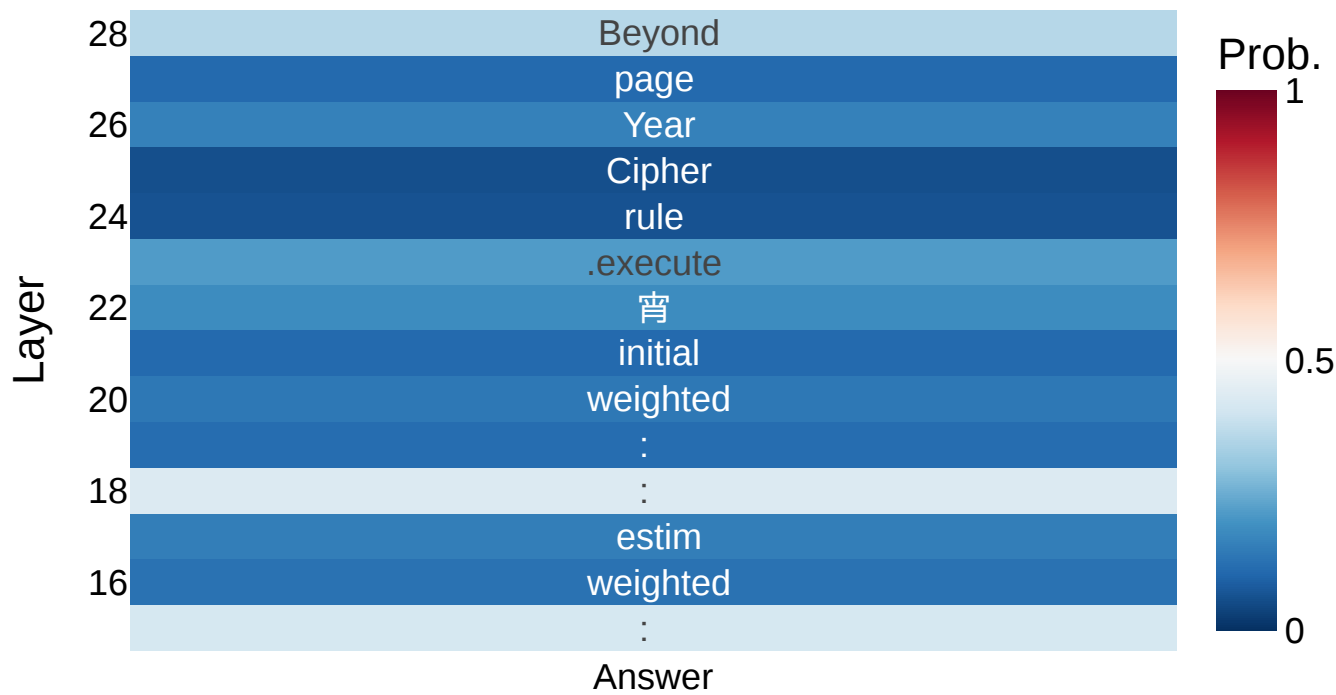 28 Beyond
page
26 Year
Cipher
24 rule
.execute
22 宵
initial
20 weighted
:
18 :
estim
16 weighted
:
Answer
Layer
Prob.
1
0.5
0